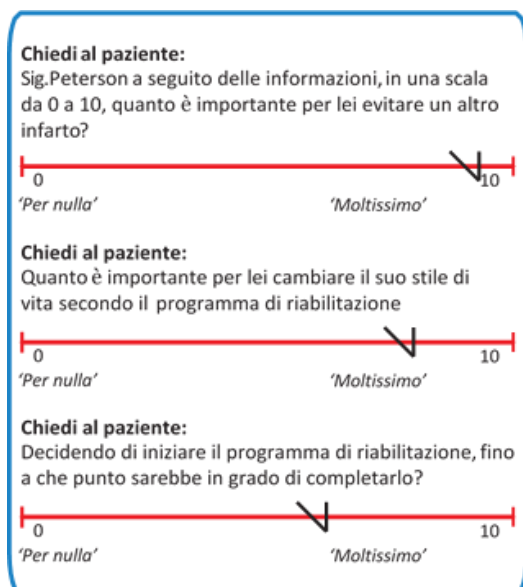 Chiedi al paziente:
Sig.Peterson a seguito delle informazioni, in una scala
da 0 a 10, quanto è importante per lei evitare un altro
infarto?
0 10
‘Per nulla’ ‘Moltissimo’
Chiedi al paziente:
Quanto è importante per lei cambiare il suo stile di
vita secondo il programma di riabilitazione
0 10
‘Per nulla’ ‘Moltissimo’
Chiedi al paziente:
Decidendo di iniziare il programma di riabilitazione, fino
a che punto sarebbe in grado di completarlo?
0 10
‘Per nulla’ ‘Moltissimo’